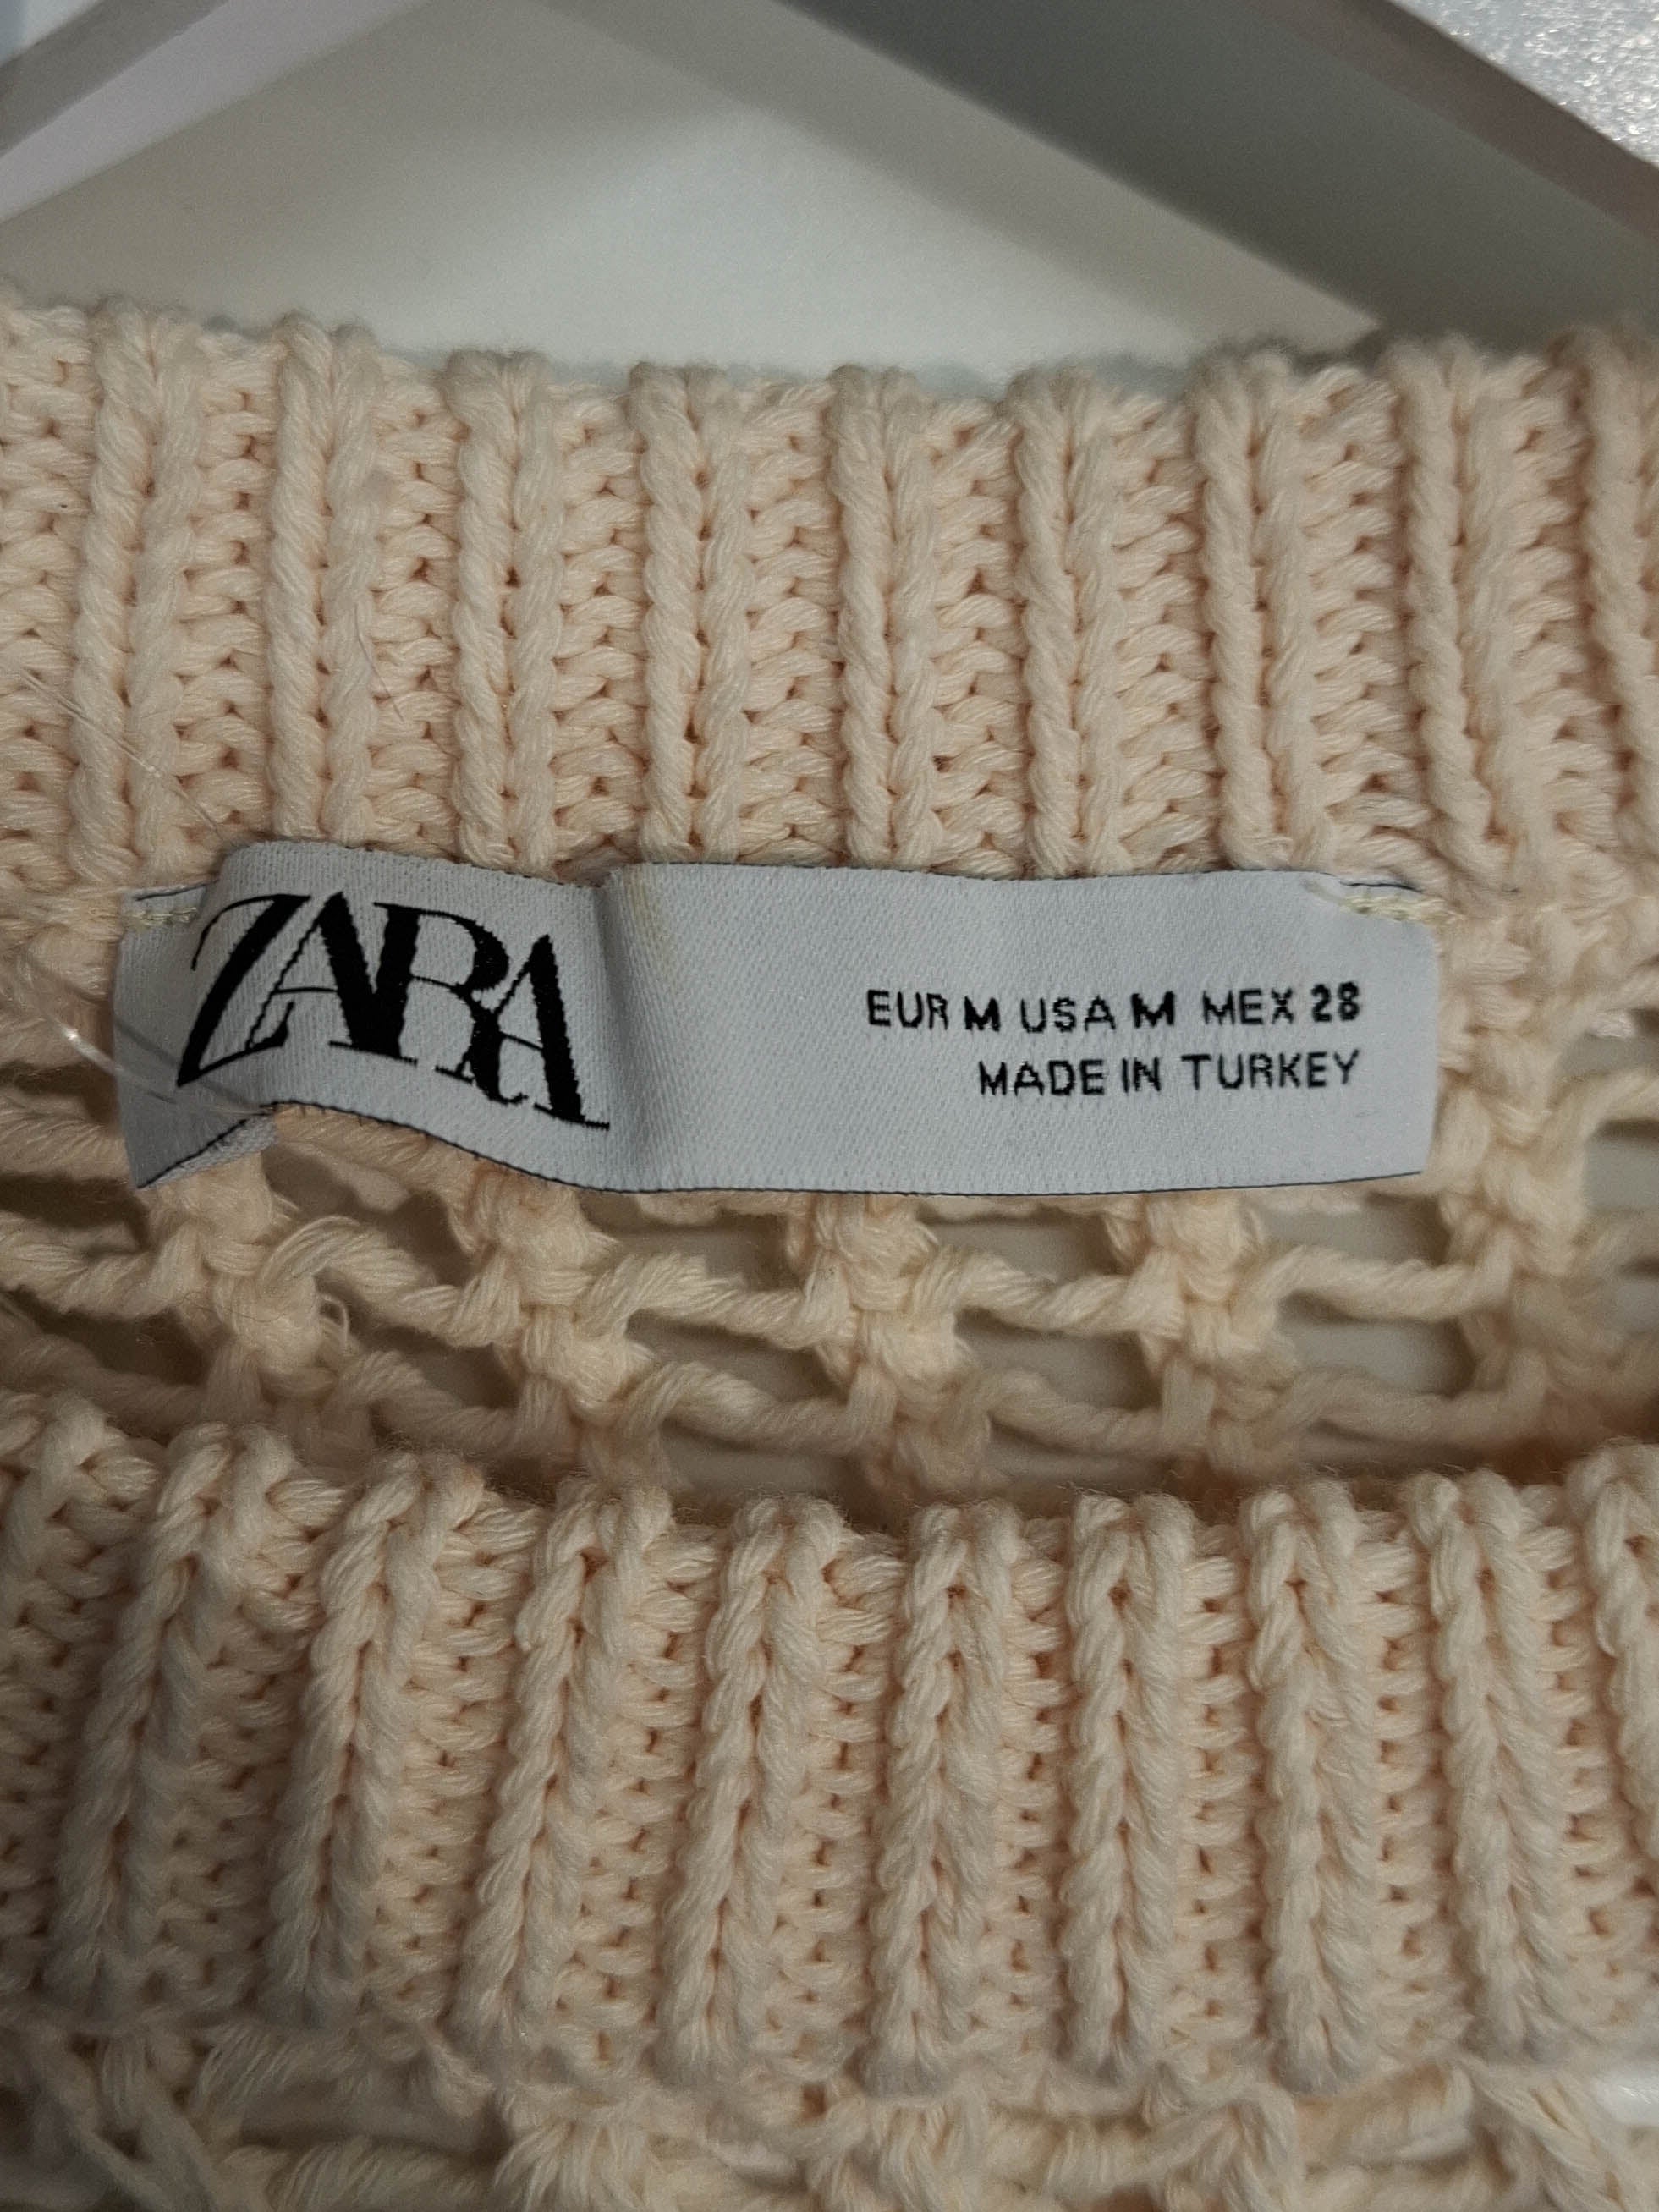 ZARA
EUR M USA M MEX 28
MADE IN TURKEY